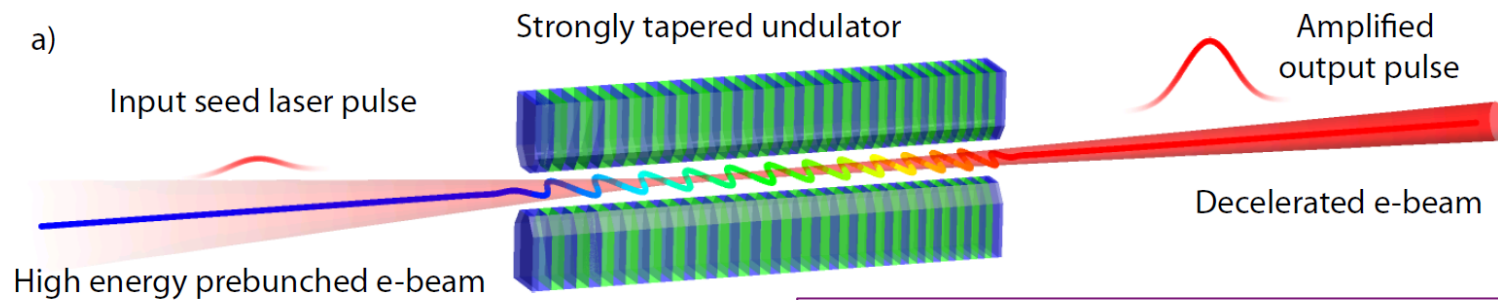 a)
Strongly tapered undulator
Amplified
output pulse
Input seed laser pulse
Decelerated e-beam
High energy prebunched e-beam